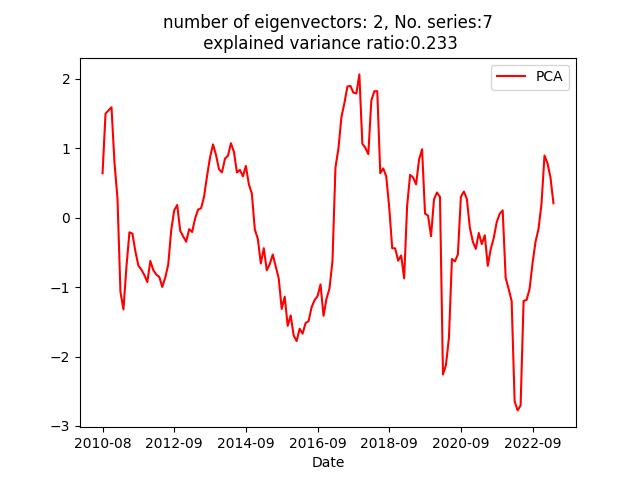 number of eigenvectors: 2, No. series:7
explained variance ratio:0.233
PCA
2
1
0
−1
−2
−3
2010-08 2012-09 2014-09 2016-09 2018-09 2020-09 2022-09
Date